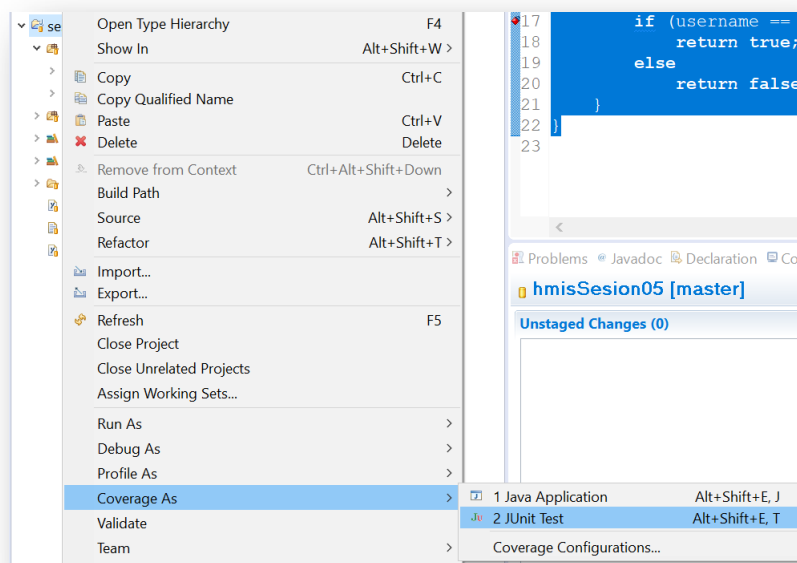 se
Open Type Hierarchy F4
Show In Alt+Shift+W >
Copy Ctrl+C
Copy Qualified Name
Paste Ctrl+V
Delete Delete
Remove from Context Ctrl+Alt+Shift+Down
Build Path >
Source Alt+Shift+S >
Refactor Alt+Shift+T >
Import...
Export...
Refresh F5
Close Project
Close Unrelated Projects
Assign Working Sets...
Run As >
Debug As >
Profile As >
Coverage As >
Validate
Team >
17 if (username ==
18 return true;
19 else
20 return false
21 }
22 }
23
Problems @ Javadoc Declaration Co
hmisSesion05 [master]
Unstaged Changes (0)
1 Java Application Alt+Shift+E, J
Ju 2 JUnit Test Alt+Shift+E, T
Coverage Configurations...